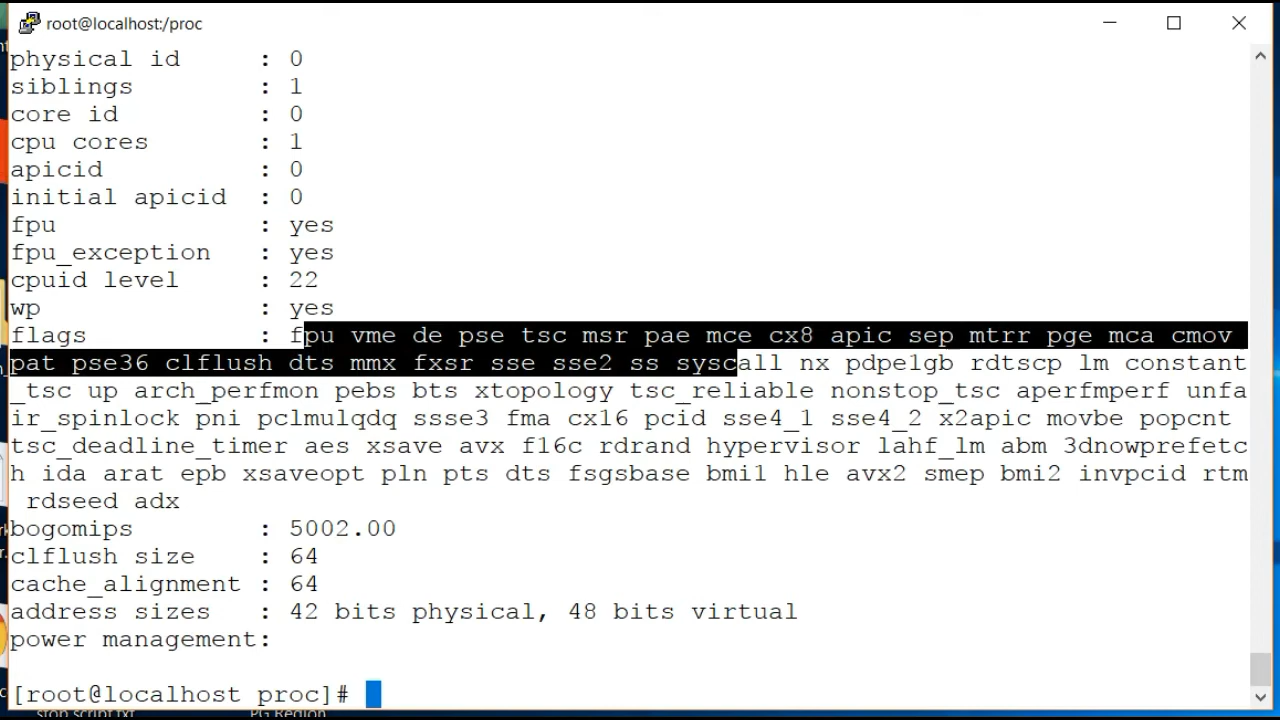 root@localhost:/proc
physical id : 0
siblings : 1
core id : 0
cpu cores : 1
apicid : 0
initial apicid : 0
fpu : yes
fpu_exception : yes
cpuid level : 22
wp : yes
flags : fpu vme de pse tsc msr pae mce cx8 apic sep mtrr pge mca cmov
pat pse36 clflush dts mmx fxsr sse sse2 ss syscall nx pdpe1gb rdtscp lm constant
_tsc up arch_perfmon pebs bts xtopology tsc_reliable nonstop_tsc aperfmperf unfa
ir_spinlock pni pclmulqdq ssse3 fma cx16 pcid sse4_1 sse4_2 x2apic movbe popcnt
tsc_deadline_timer aes xsave avx f16c rdrand hypervisor lahf_lm abm 3dnowprefetc
h ida arat epb xsaveopt pln pts dts fsgsbase bmi1 hle avx2 smep bmi2 invpcid rtm
rdseed adx
bogomips : 5002.00
clflush size : 64
cache_alignment : 64
address sizes : 42 bits physical, 48 bits virtual
power management:
[root@localhost proc]#
stop script.txt PG Region